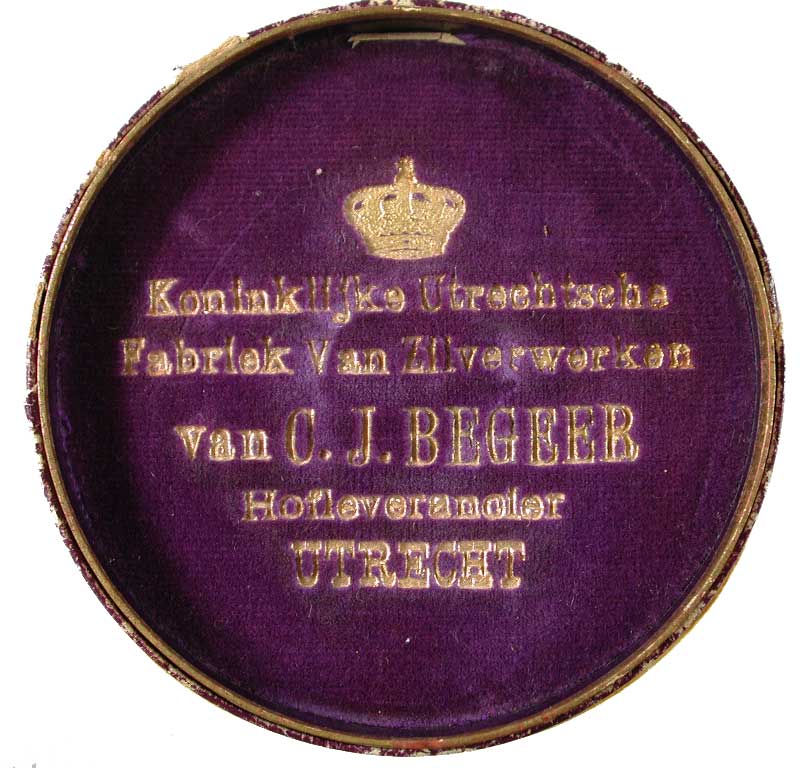 Koninklijke Utrechtsche
Fabriek Van Zilverwerken
van C. J. BEGEER
Hofleverancier
UTRECHT